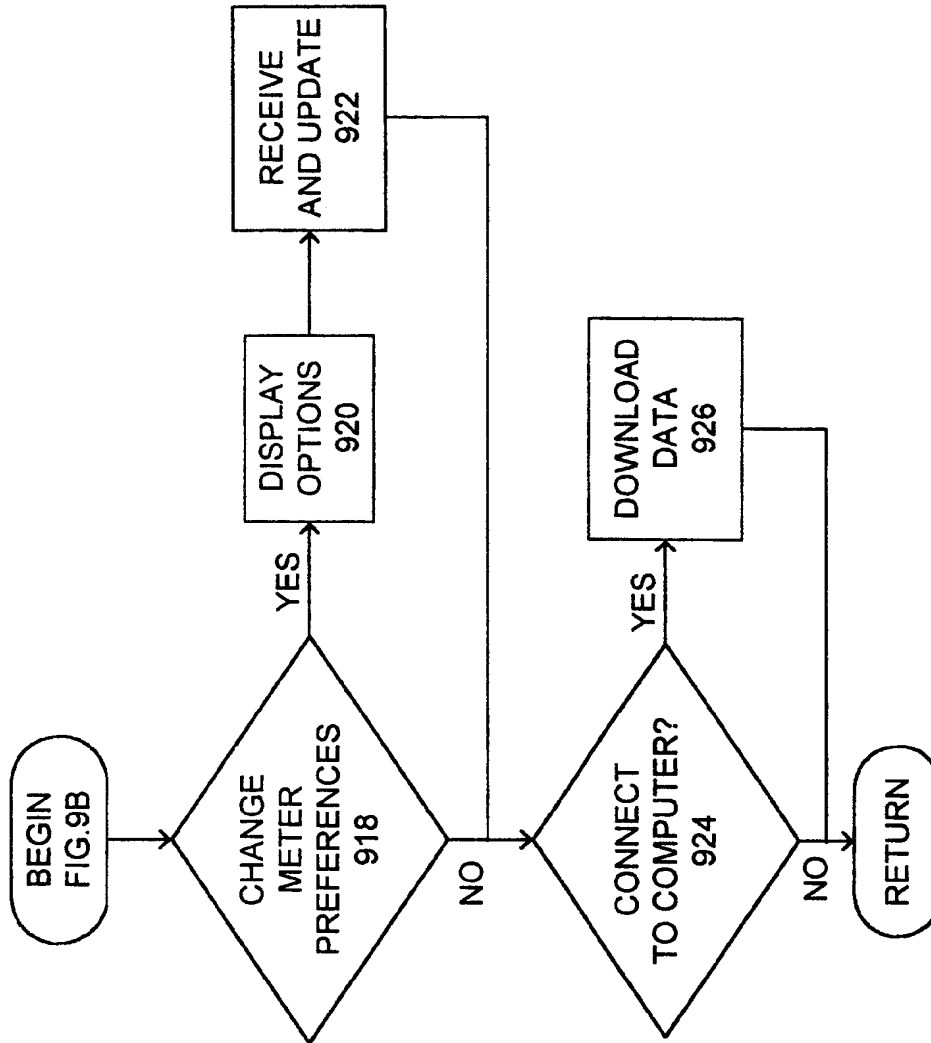 BEGIN
FIG.9B
CHANGE
METER
PREFERENCES
918
YES
DISPLAY
OPTIONS
920
RECEIVE
AND UPDATE
922
NO
CONNECT
TO COMPUTER?
924
YES
DOWNLOAD
DATA
926
NO
RETURN